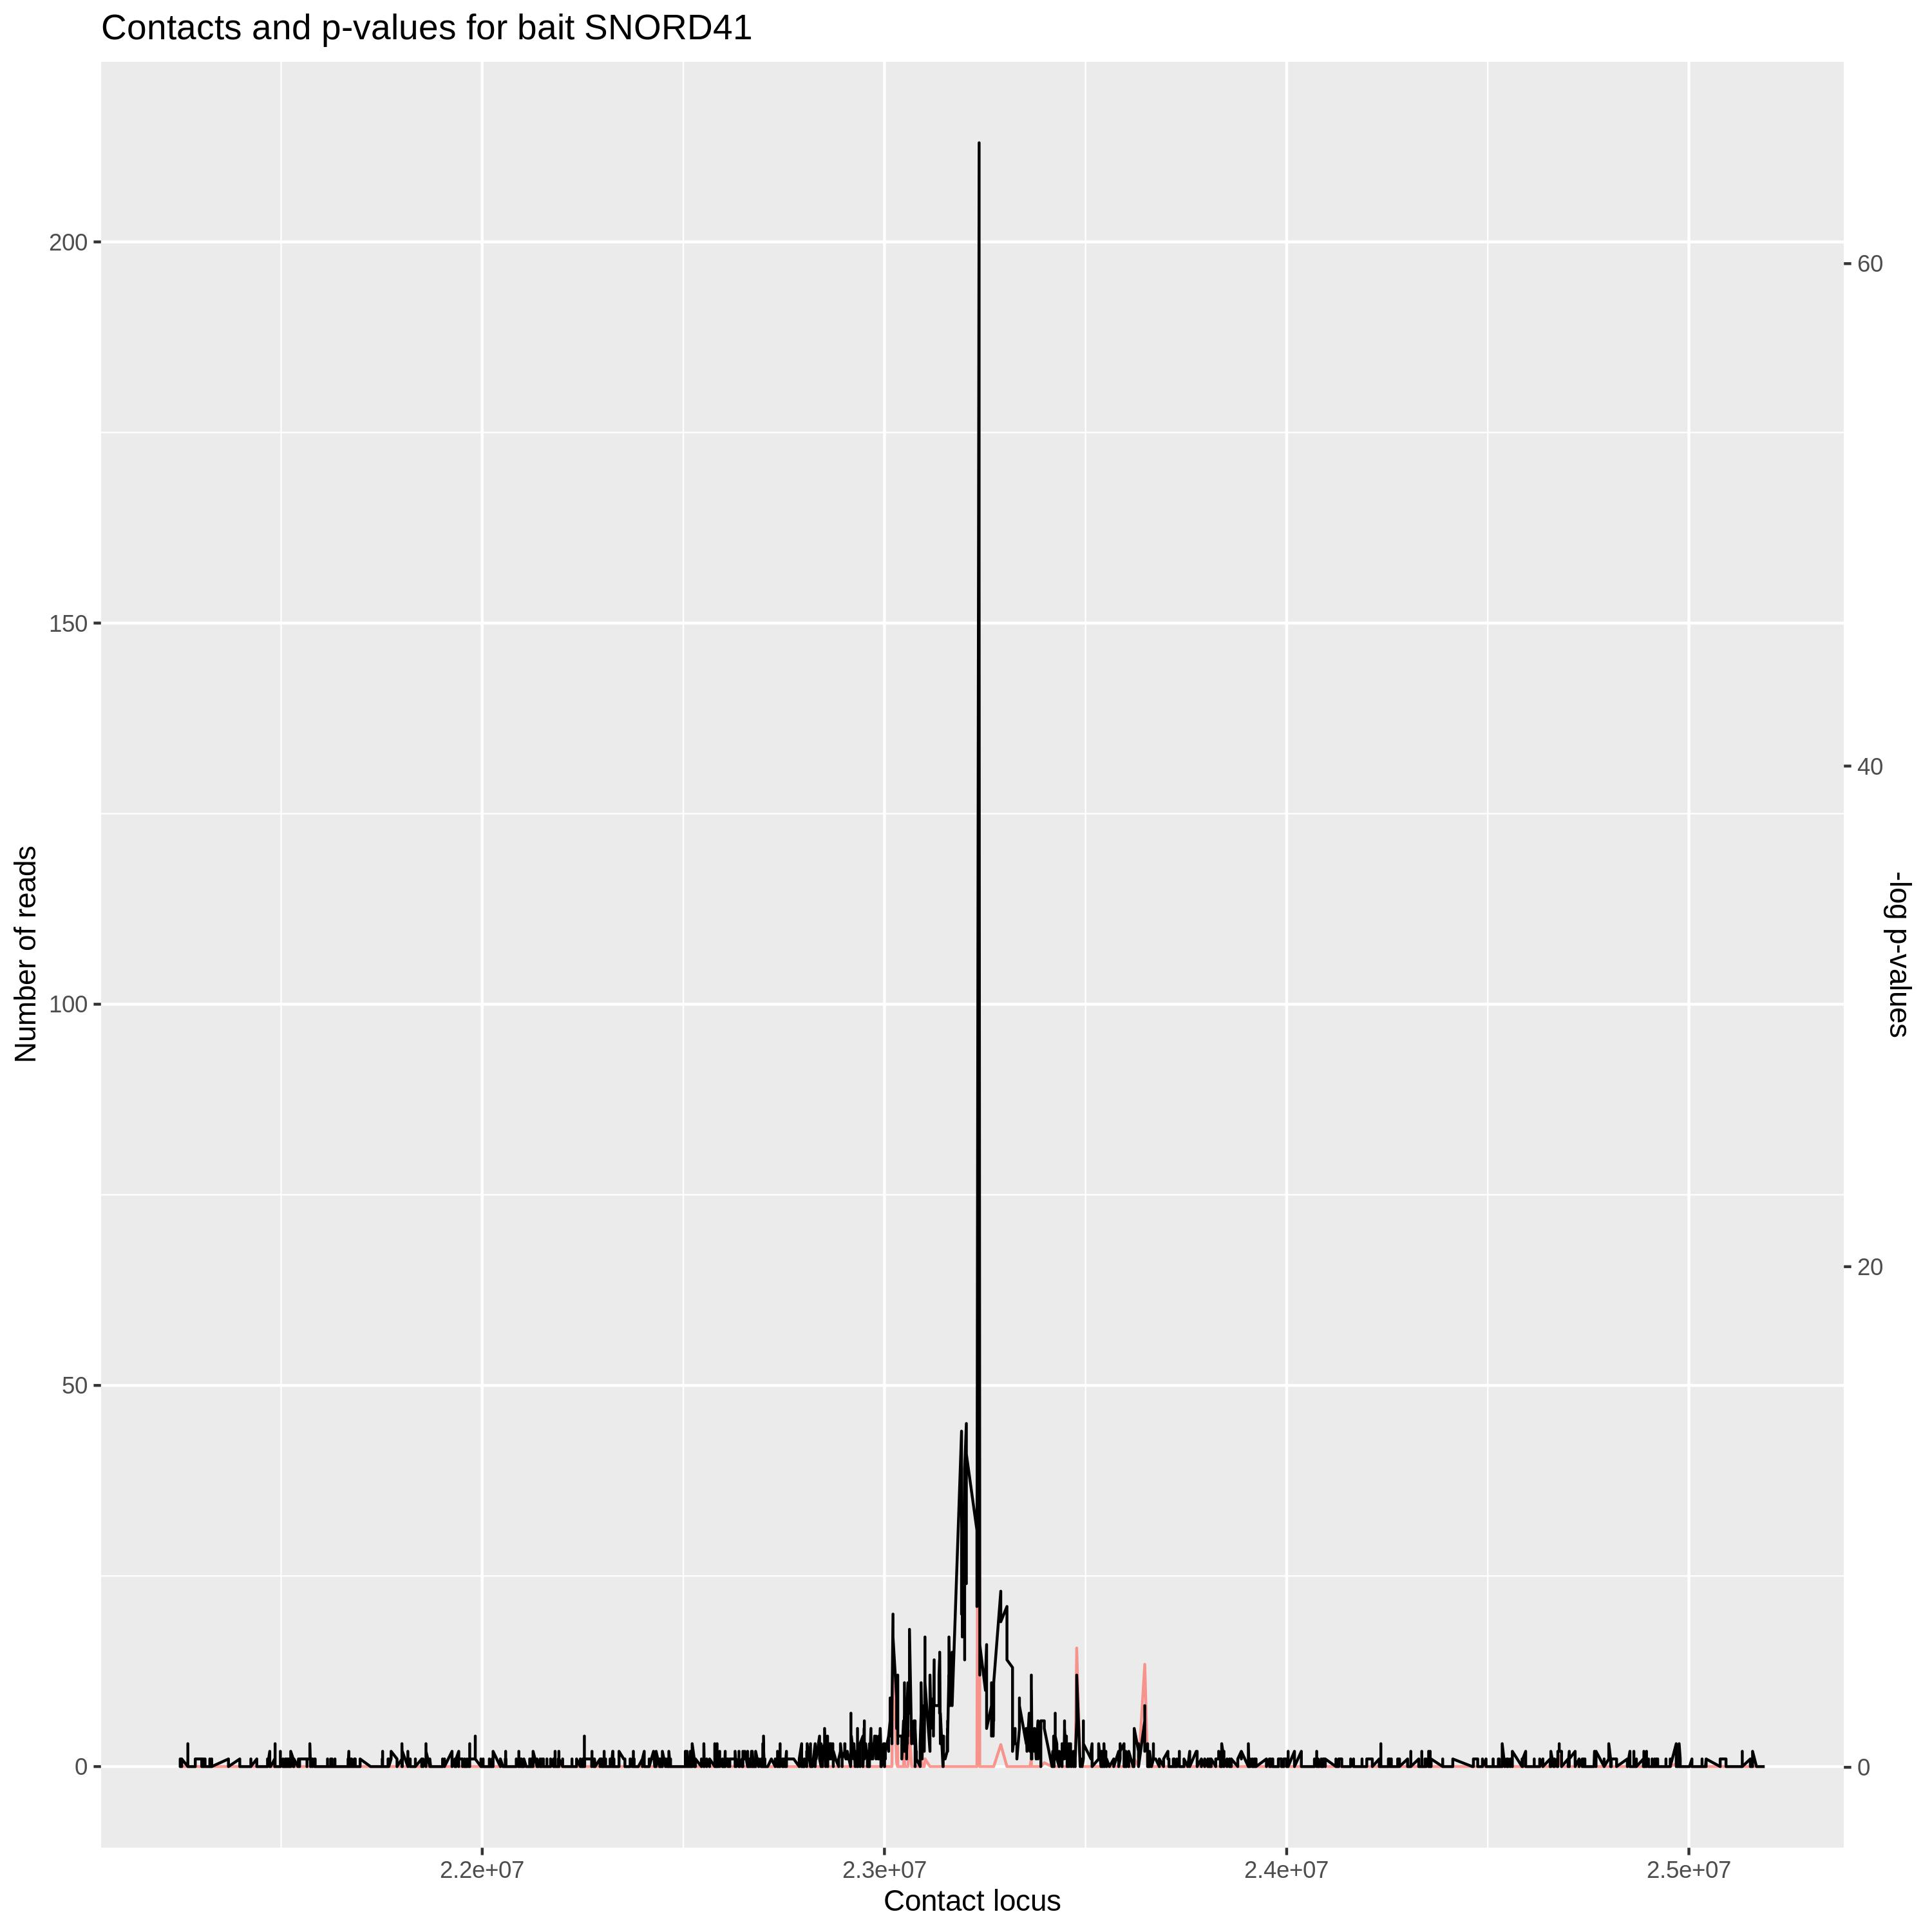 Contacts and p-values for bait SNORD41
Number of reads
200
150
100
50
0
60
40
20
0
-log p-values
2.2e+07
2.3e+07
2.4e+07
2.5e+07
Contact locus